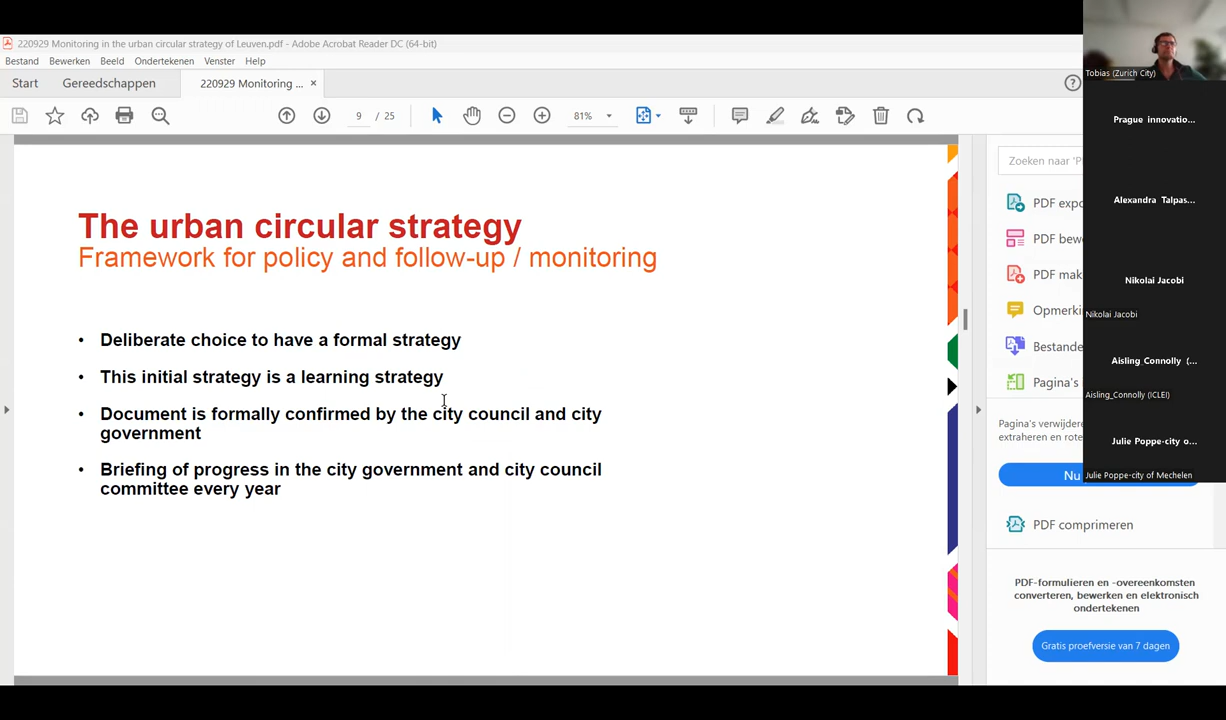 220929 Monitoring in the urban circular strategy of Leuven.pdf - Adobe Acrobat Reader DC (64-bit)
Bestand Bewerken Beeld Ondertekenen Venster Help
Start Gereedschappen 220929 Monitoring ... ×
9 / 25 81%
The urban circular strategy
Framework for policy and follow-up / monitoring
• Deliberate choice to have a formal strategy
• This initial strategy is a learning strategy
• Document is formally confirmed by the city council and city
government
• Briefing of progress in the city government and city council
committee every year
Zoeken naar 'P
PDF expo
PDF bew
PDF mak
Opmerki
Bestande
Pagina's
Pagina's verwijdere
extraheren en rote
Nu
PDF comprimeren
PDF-formulieren en -overeenkomsten
converteren, bewerken en elektronisch
ondertekenen
Gratis proefversie van 7 dagen
Tobias (Zurich City)
Prague innovatio...
Alexandra Talpas...
Nikolai Jacobi
Nikolai Jacobi
Aisling_Connolly (...
Aisling_Connolly (ICLEI)
Julie Poppe-city o...
Julie Poppe-city of Mechelen